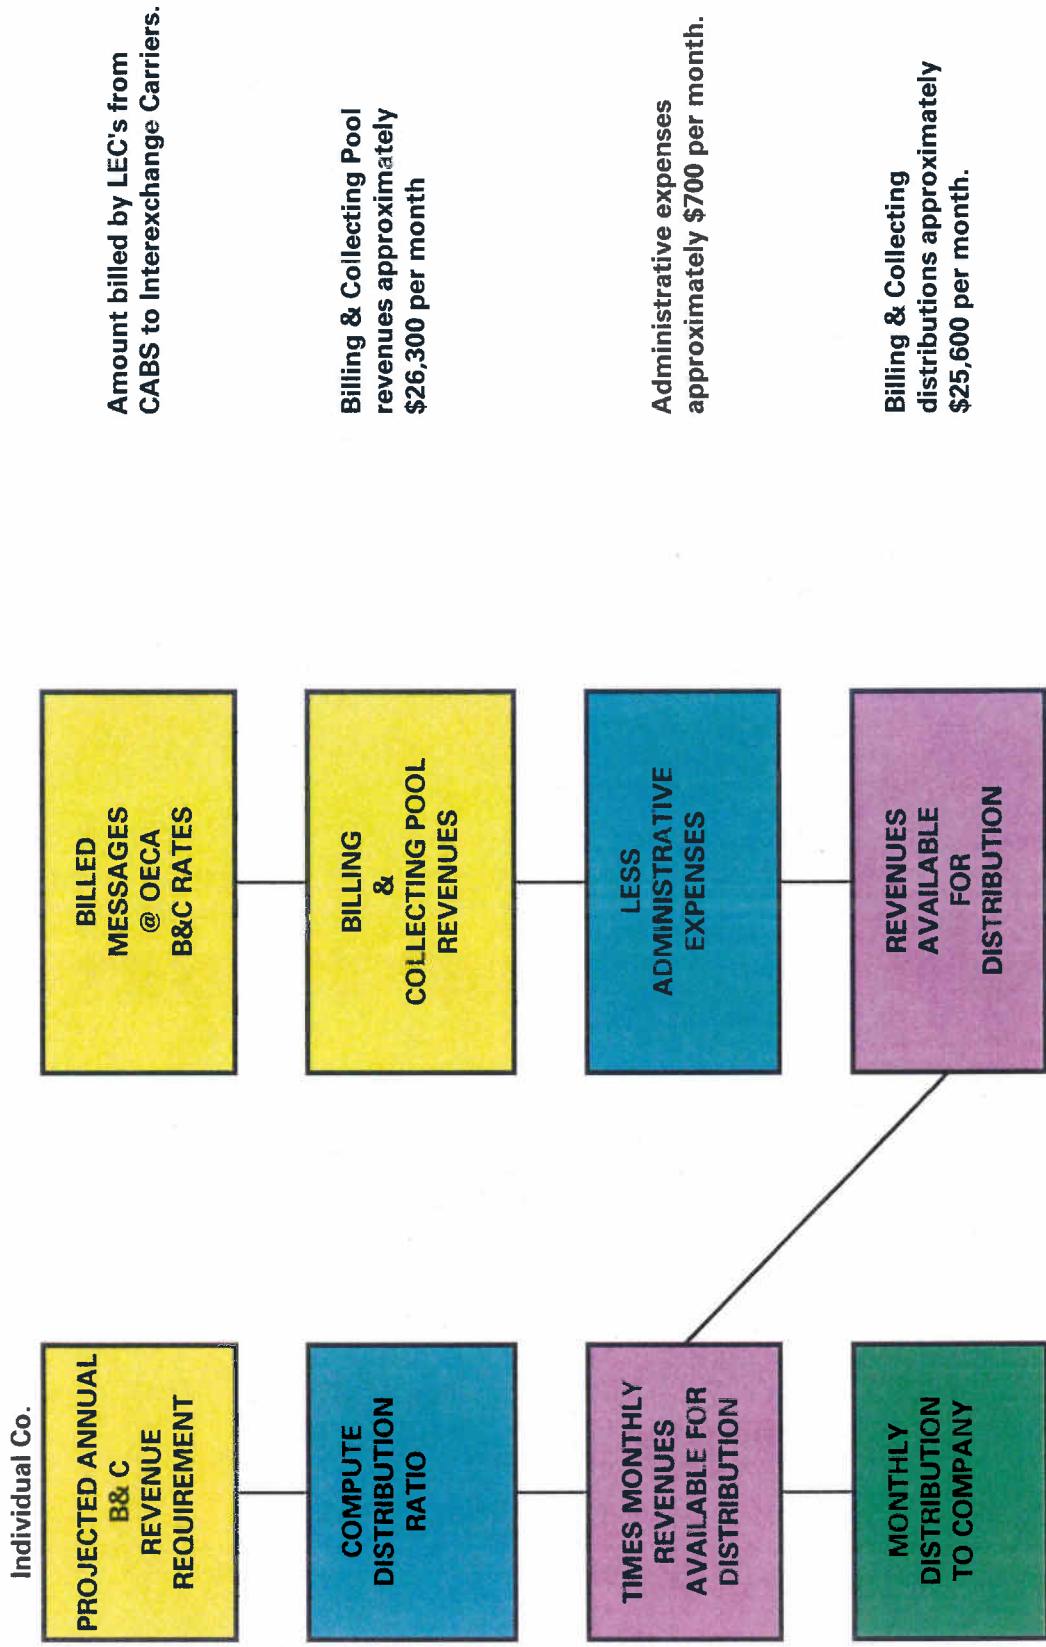 Individual Co.
PROJECTED ANNUAL
B& C
REVENUE
REQUIREMENT
COMPUTE
DISTRIBUTION
RATIO
TIMES MONTHLY
REVENUES
AVAILABLE FOR
DISTRIBUTION
MONTHLY
DISTRIBUTION
TO COMPANY
BILLED
MESSAGES
@ OECA
B&C RATES
BILLING
&
COLLECTING POOL
REVENUES
LESS
ADMINISTRATIVE
EXPENSES
REVENUES
AVAILABLE
FOR
DISTRIBUTION
Amount billed by LEC's from
CABS to Interexchange Carriers.
Billing & Collecting Pool
revenues approximately
$26,300 per month
Administrative expenses
approximately $700 per month.
Billing & Collecting
distributions approximately
$25,600 per month.